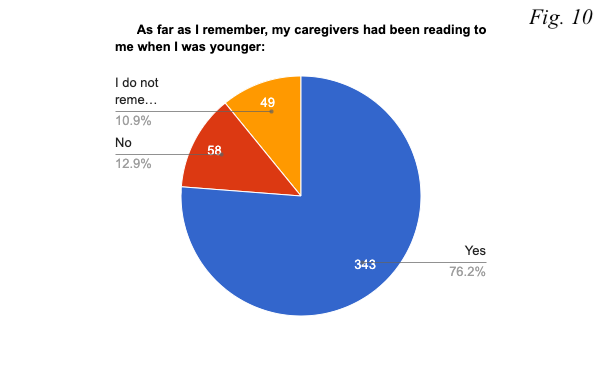 Fig. 10
As far as I remember, my caregivers had been reading to
me when I was younger:
I do not
reme…
10.9%
49
No
12.9%
58
Yes
76.2%
343